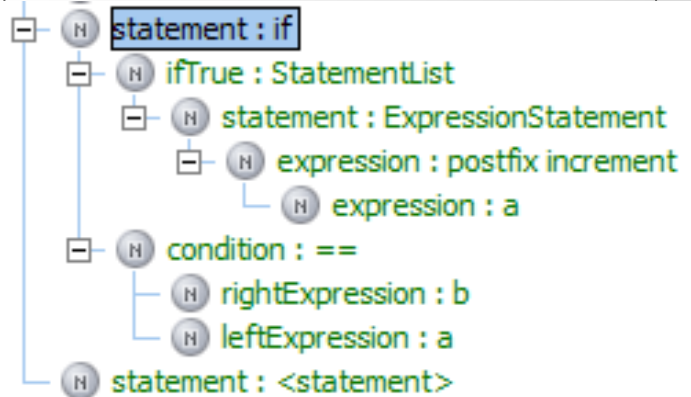 statement : if
ifTrue : StatementList
statement : ExpressionStatement
expression : postfix increment
expression : a
condition : ==
rightExpression : b
leftExpression : a
statement : <statement>